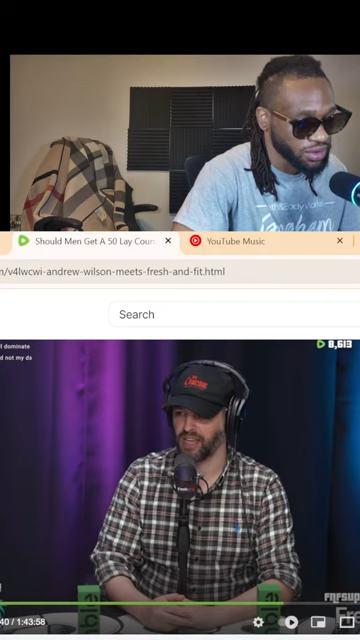 Should Men Get A 50 Lay Coun
YouTube Music
/v4lwcwi-andrew-wilson-meets-fresh-and-fit.html
Search
I dominate
8,613
d not my da
40 / 1:43:58